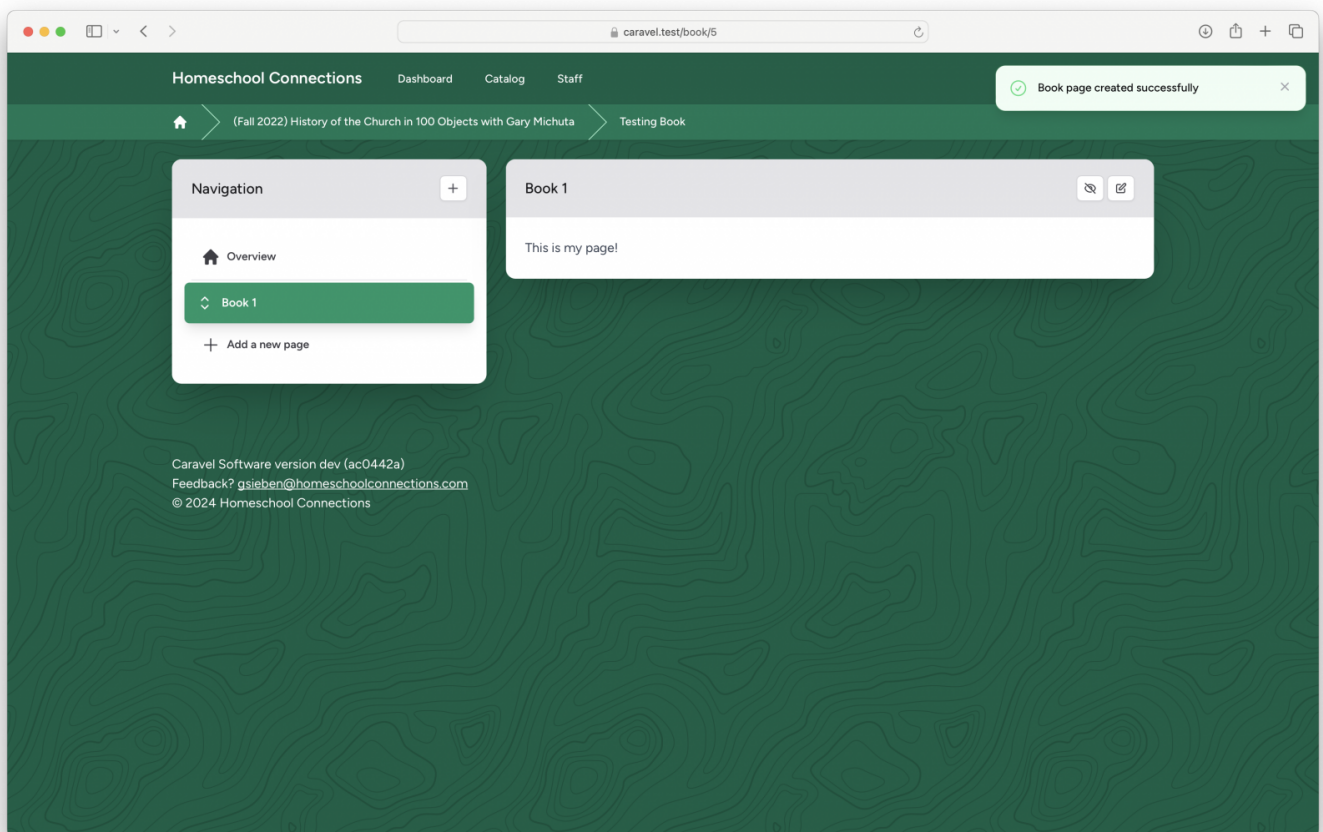 caravel.test/book/5
Homeschool Connections Dashboard Catalog Staff
Book page created successfully
(Fall 2022) History of the Church in 100 Objects with Gary Michuta Testing Book
Navigation
Overview
Book 1
Add a new page
Book 1
This is my page!
Caravel Software version dev (ac0442a)
Feedback? gsieben@homeschoolconnections.com
© 2024 Homeschool Connections